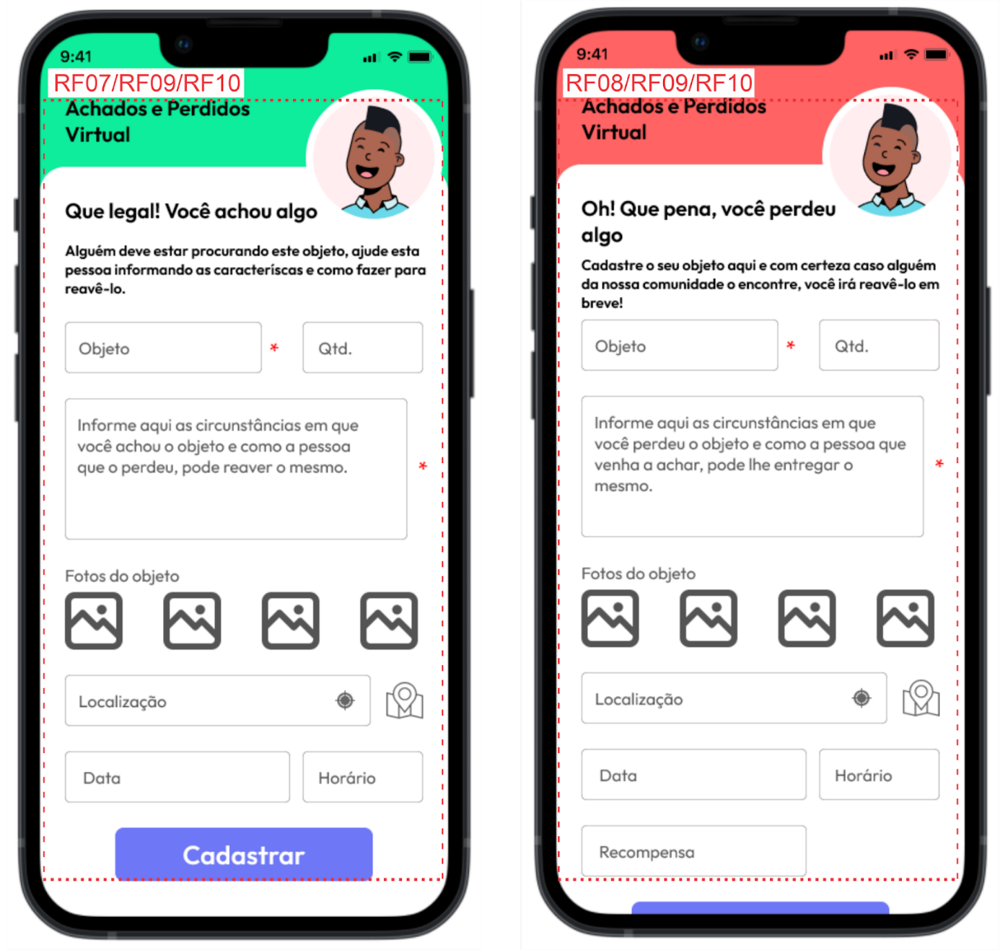 9:41
RF07/RF09/RF10
Achados e Perdidos
Virtual
Que legal! Você achou algo
Alguém deve estar procurando este objeto, ajude esta
pessoa informando as caracteríscas e como fazer para
reavê-lo.
Objeto *
Qtd.
Informe aqui as circunstâncias em que
você achou o objeto e como a pessoa
que o perdeu, pode reaver o mesmo.
*
Fotos do objeto
Localização
Data
Horário
Cadastrar
9:41
RF08/RF09/RF10
Achados e Perdidos
Virtual
Oh! Que pena, você perdeu
algo
Cadastre o seu objeto aqui e com certeza caso alguém
da nossa comunidade o encontre, você irá reavê-lo em
breve!
Objeto *
Qtd.
Informe aqui as circunstâncias em que
você perdeu o objeto e como a pessoa que
venha a achar, pode lhe entregar o
mesmo.
*
Fotos do objeto
Localização
Data
Horário
Recompensa